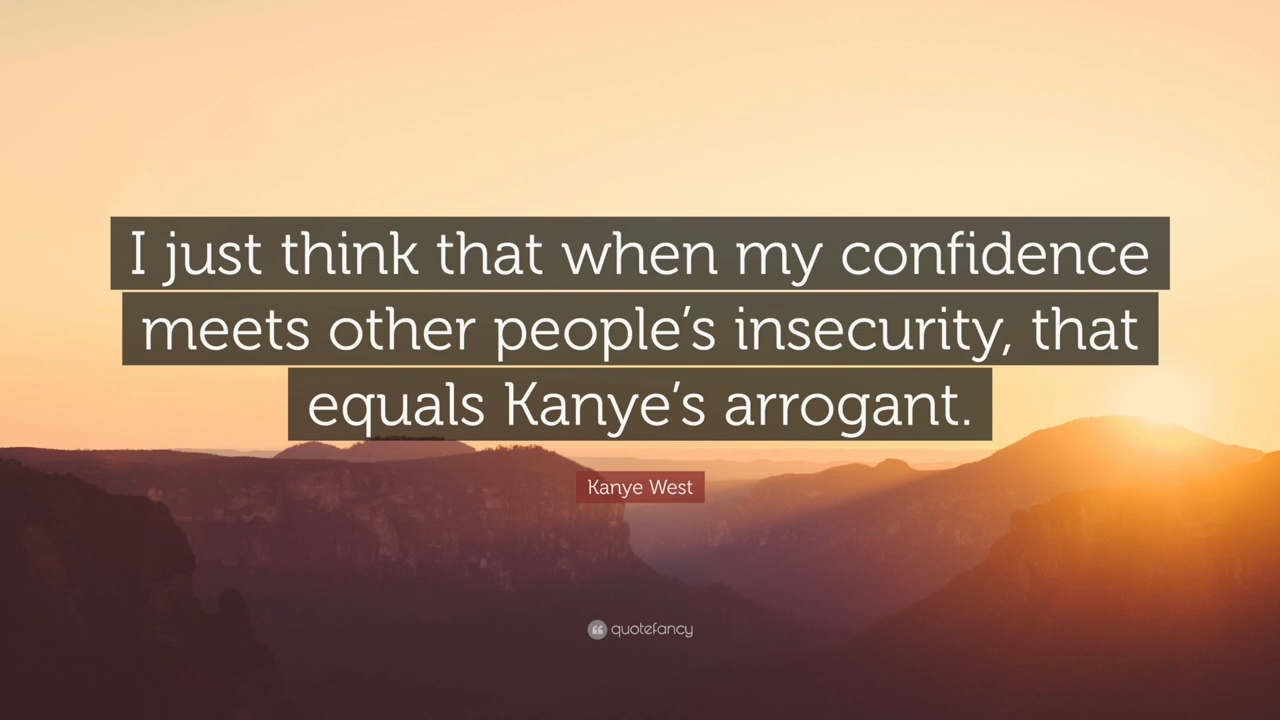 I just think that when my confidence
meets other people’s insecurity, that
equals Kanye’s arrogant.
Kanye West
quotefancy